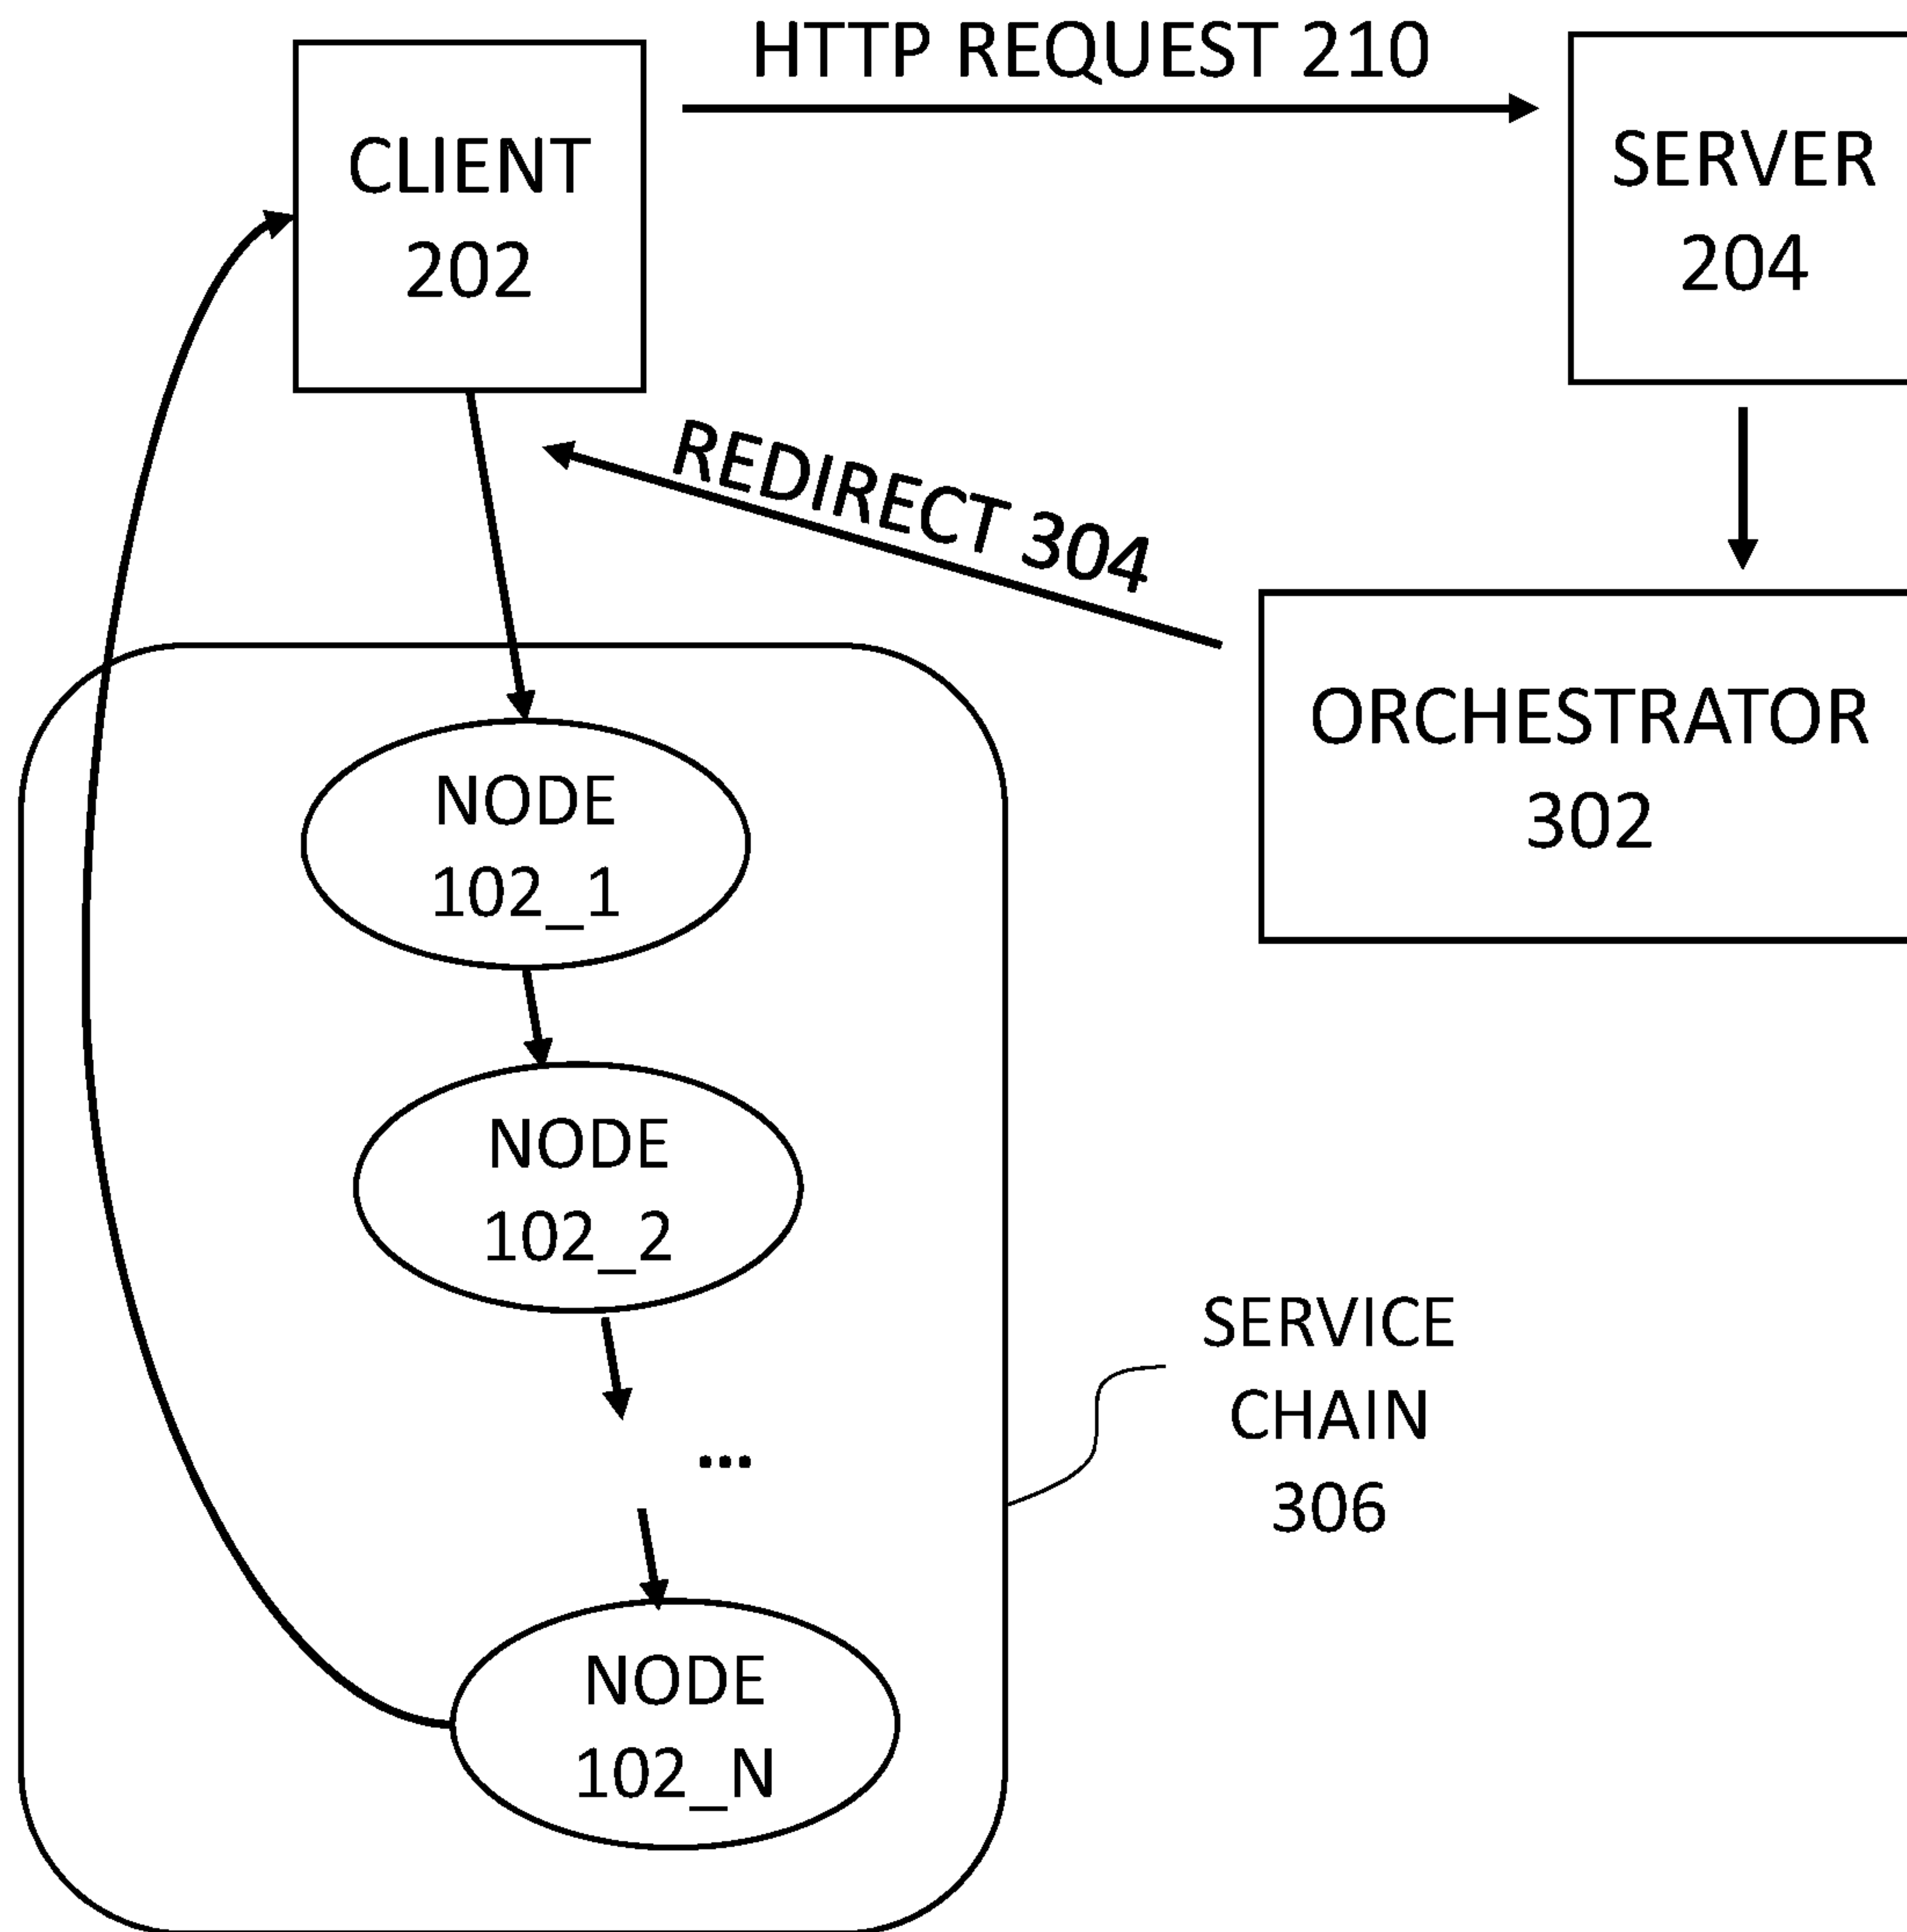 HTTP REQUEST 210
CLIENT
202
SERVER
204
REDIRECT 304
ORCHESTRATOR
302
NODE
102_1
NODE
102_2
...
SERVICE
CHAIN
306
NODE
102_N